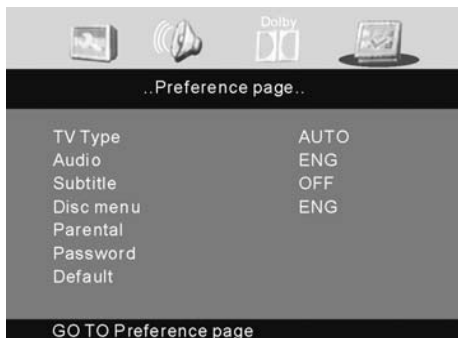 Dolby
..Preference page..
TV Type AUTO
Audio ENG
Subtitle OFF
Disc menu ENG
Parental
Password
Default
GO TO Preference page